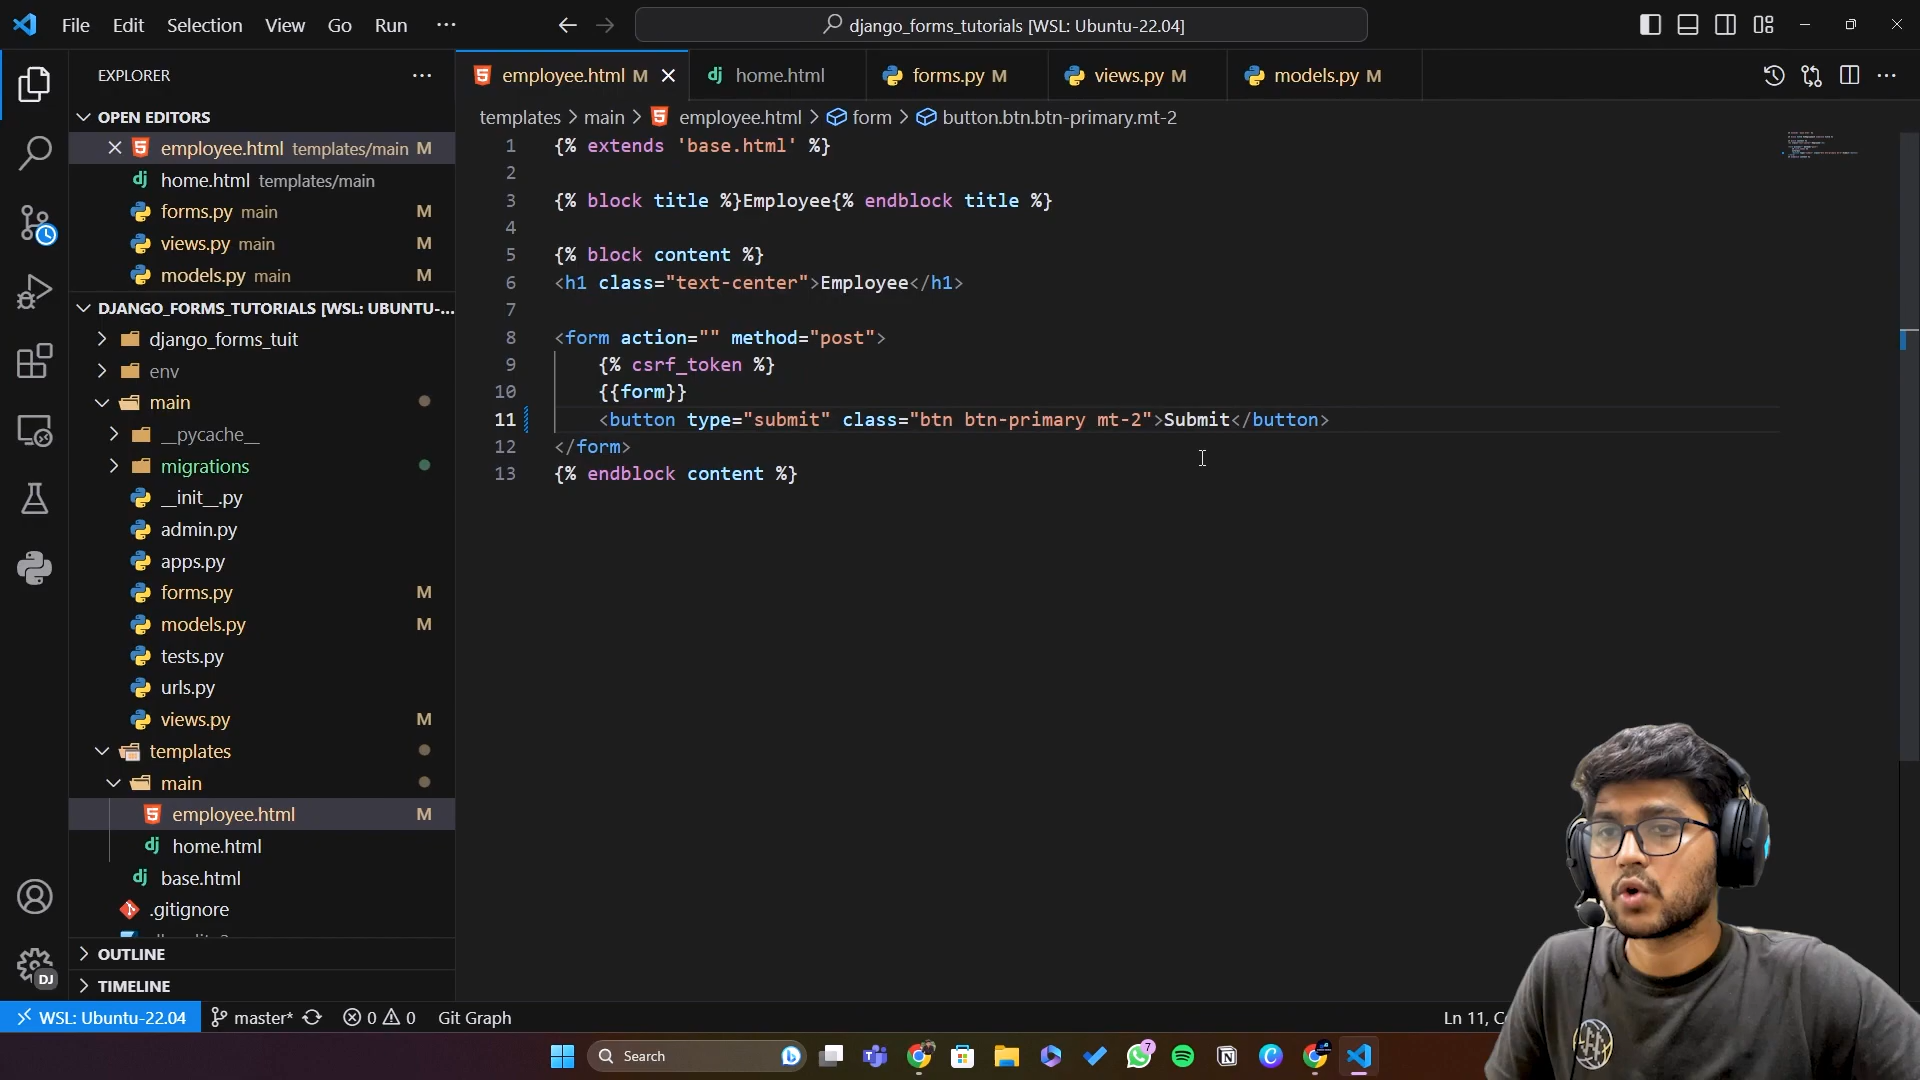 File Edit Selection View Go Run ···
django_forms_tutorials [WSL: Ubuntu-22.04]
EXPLORER
employee.html M
home.html
forms.py M
views.py M
models.py M
OPEN EDITORS
employee.html templates/main M
home.html templates/main
forms.py main M
views.py main M
models.py main M
DJANGO_FORMS_TUTORIALS [WSL: UBUNTU-...
django_forms_tuit
env
main
__pycache__
migrations
__init__.py
admin.py
apps.py
forms.py M
models.py M
tests.py
urls.py
views.py M
templates
main
employee.html M
home.html
base.html
.gitignore
OUTLINE
TIMELINE
templates > main > employee.html > form > button.btn.btn-primary.mt-2
1 {% extends 'base.html' %}
2
3 {% block title %}Employee{% endblock title %}
4
5 {% block content %}
6 <h1 class="text-center">Employee</h1>
7
8 <form action="" method="post">
9 {% csrf_token %}
10 {{form}}
11 <button type="submit" class="btn btn-primary mt-2">Submit</button>
12 </form>
13 {% endblock content %}
DJ
WSL: Ubuntu-22.04 master* 0 0 Git Graph
Ln 11,
Search
7